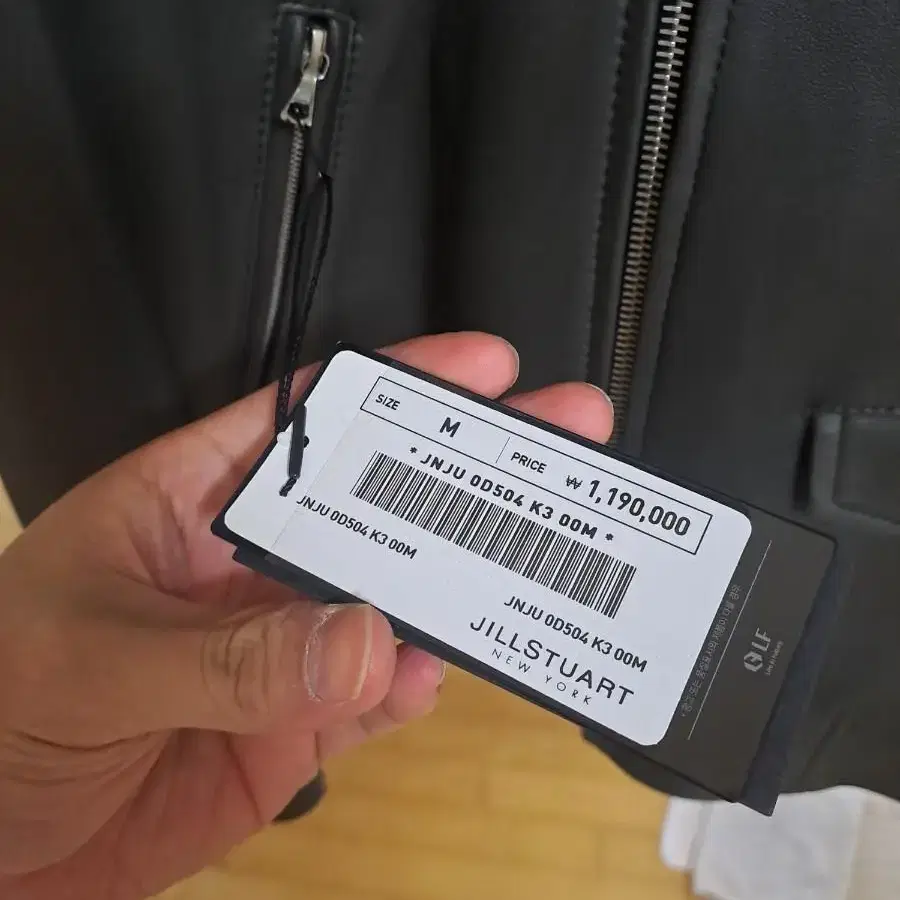 SIZE
M
PRICE
₩ 1,190,000
* JNJU 0D504 K3 00M *
JNJU 0D504 K3 00M
JNJU 0D504 K3 00M
JILLSTUART
NEW YORK
LF